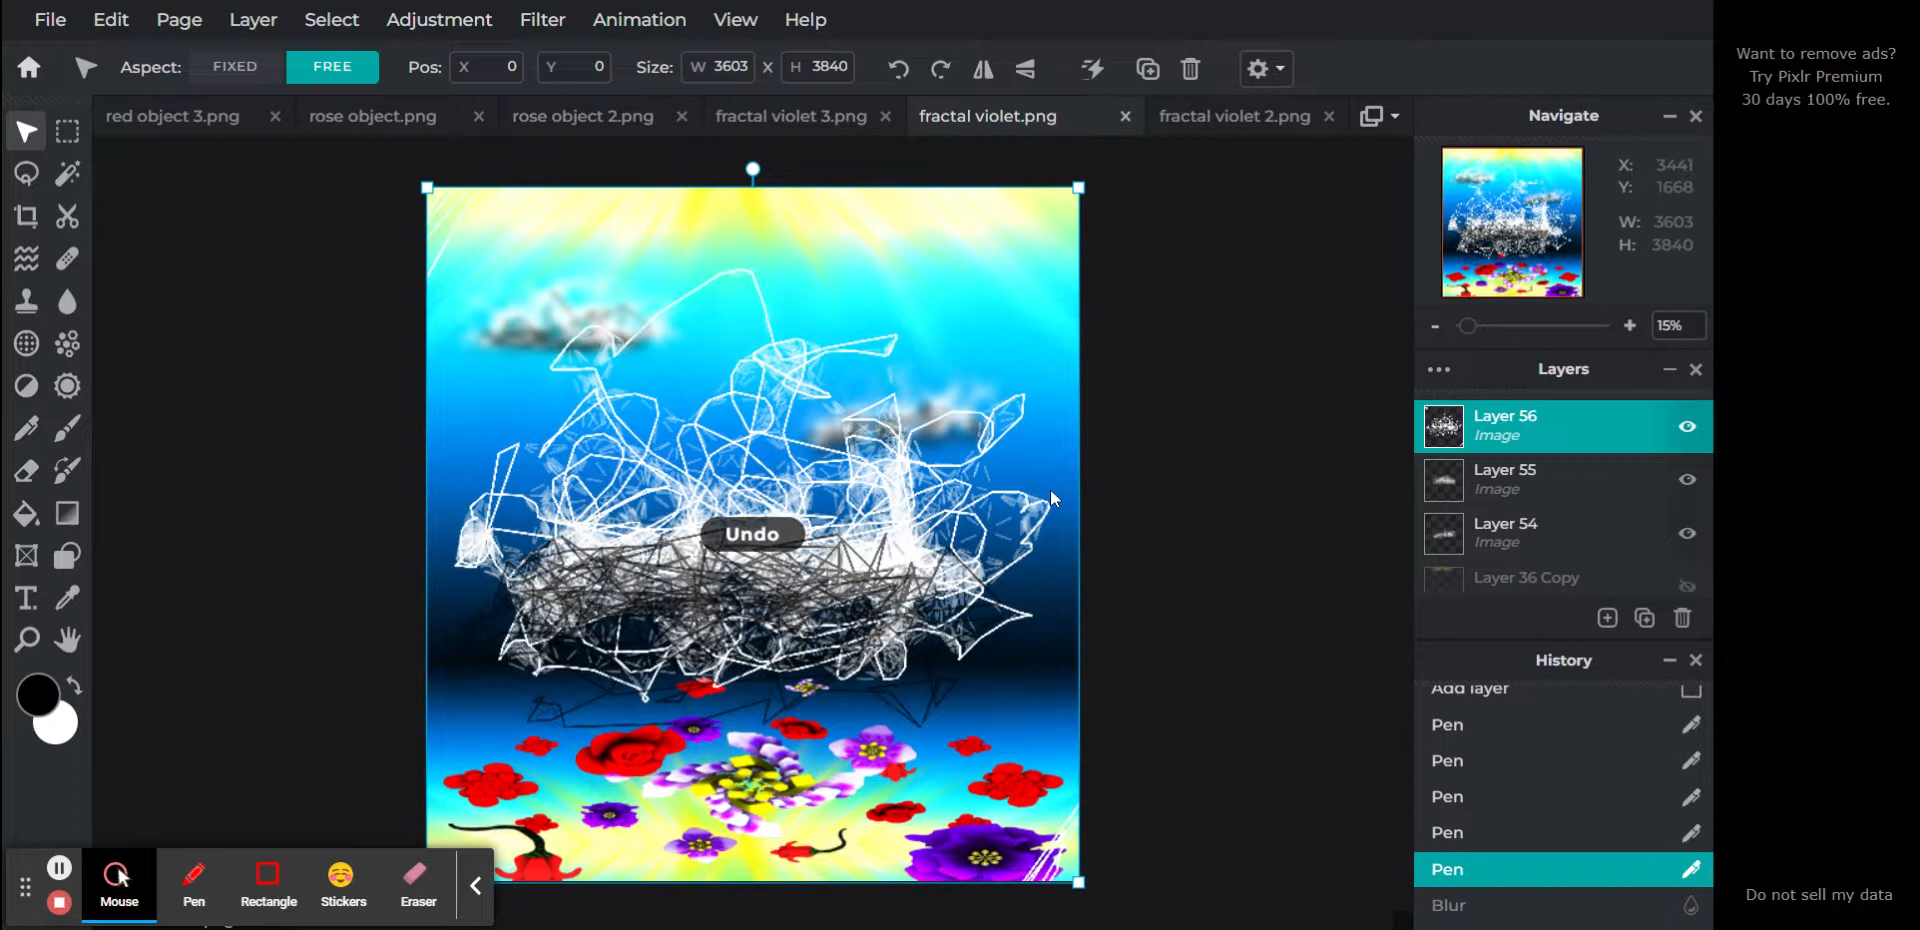 File Edit Page Layer Select Adjustment Filter Animation View Help
Aspect: FIXED FREE Pos: X 0 Y 0 Size: W 3603 X H 3840
red object 3.png rose object.png rose object 2.png fractal violet 3.png fractal violet.png fractal violet 2.png
Undo
Mouse Pen Rectangle Stickers Eraser
Navigate
X: 3441
Y: 1668
W: 3603
H: 3840
- + 15%
Layers
Layer 56
Image
Layer 55
Image
Layer 54
Image
Layer 36 Copy
History
Add layer
Pen
Pen
Pen
Pen
Pen
Blur
Want to remove ads?
Try Pixlr Premium
30 days 100% free.
Do not sell my data